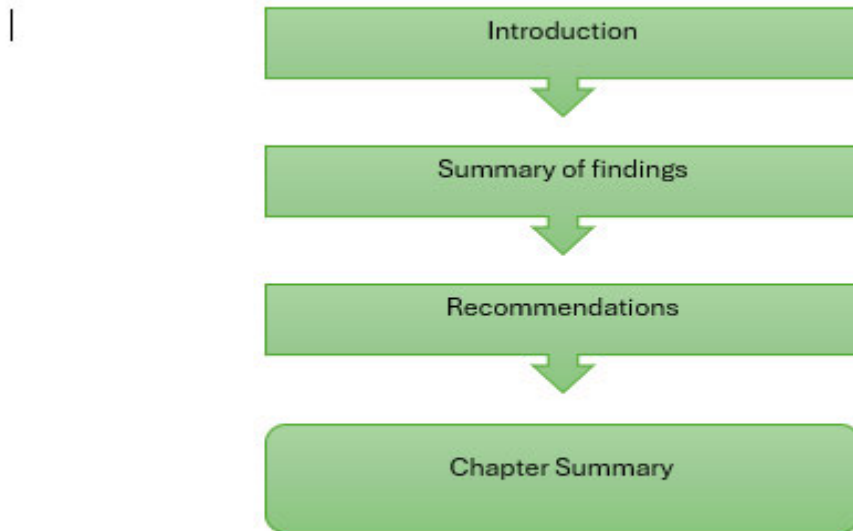 Introduction
Summary of findings
Recommendations
Chapter Summary